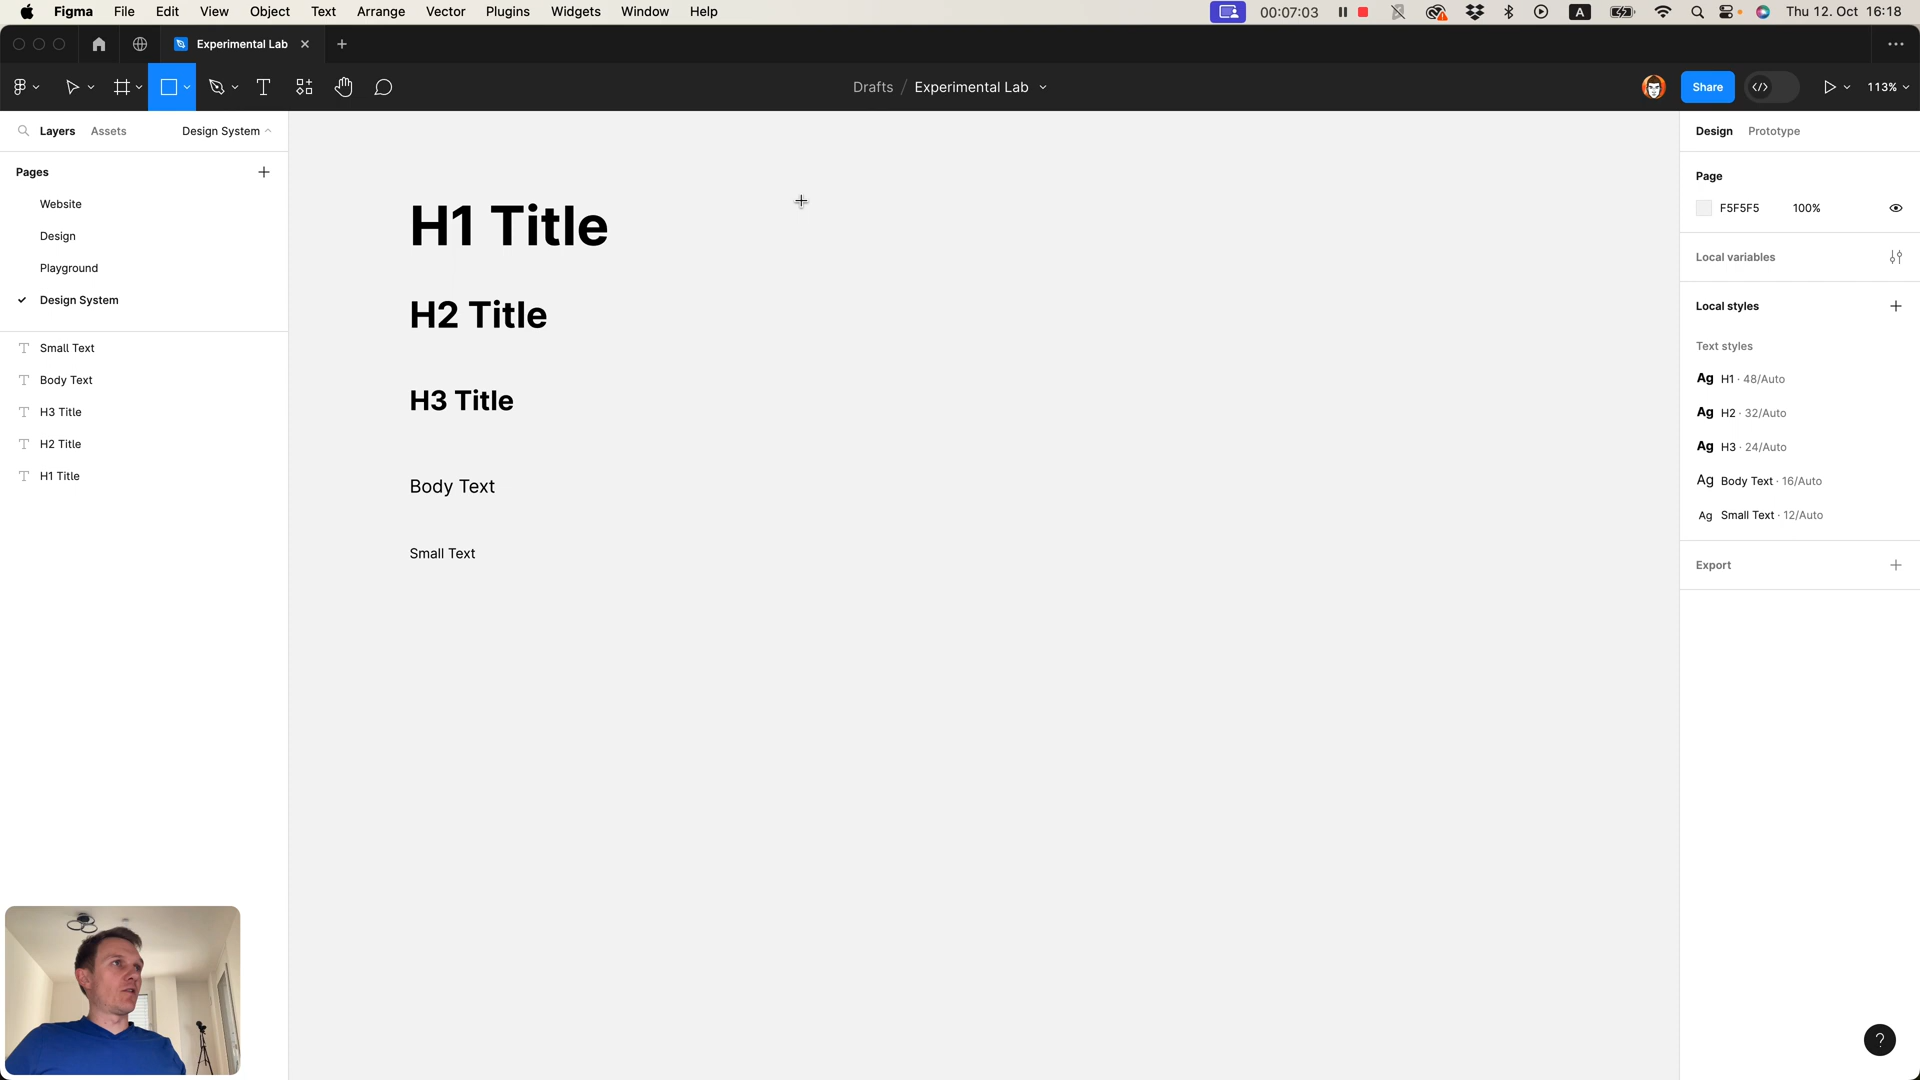 Figma File Edit View Object Text Arrange Vector Plugins Widgets Window Help 00:07:03 A Thu 12. Oct 16:18
Experimental Lab
Drafts / Experimental Lab Share 113%
Layers Assets Design System
Pages
Website
Design
Playground
Design System
Small Text
Body Text
H3 Title
H2 Title
H1 Title
H1 Title
H2 Title
H3 Title
Body Text
Small Text
Design Prototype
Page
F5F5F5 100%
Local variables
Local styles
Text styles
Ag H1 · 48/Auto
Ag H2 · 32/Auto
Ag H3 · 24/Auto
Ag Body Text · 16/Auto
Ag Small Text · 12/Auto
Export
?